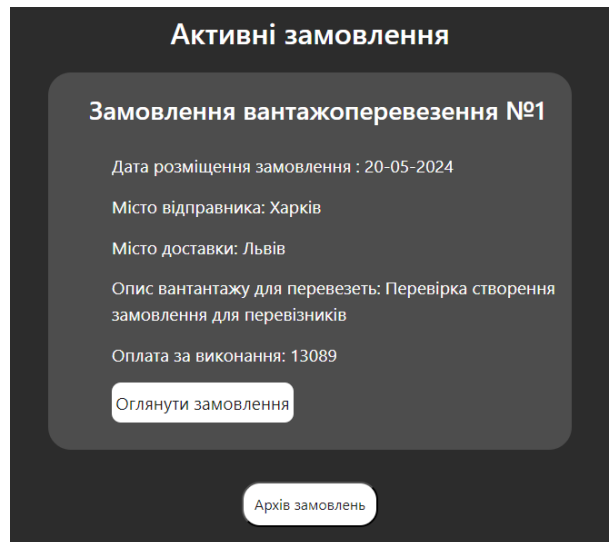 Активні замовлення
Замовлення вантажоперевезення №1
Дата розміщення замовлення : 20-05-2024
Місто відправника: Харків
Місто доставки: Львів
Опис вантантажу для перевезеть: Перевірка створення
замовлення для перевізників
Оплата за виконання: 13089
Оглянути замовлення
Архів замовлень